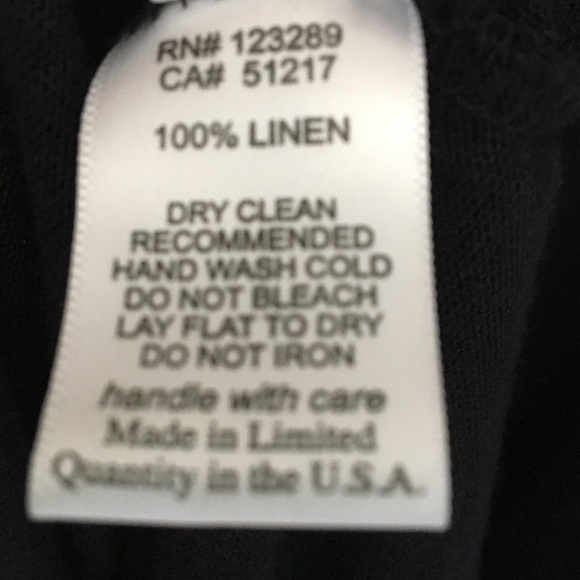 RN# 123289
CA# 51217
100% LINEN
DRY CLEAN
RECOMMENDED
HAND WASH COLD
DO NOT BLEACH
LAY FLAT TO DRY
DO NOT IRON
handle with care
Made in Limited
Quantity in the U.S.A.